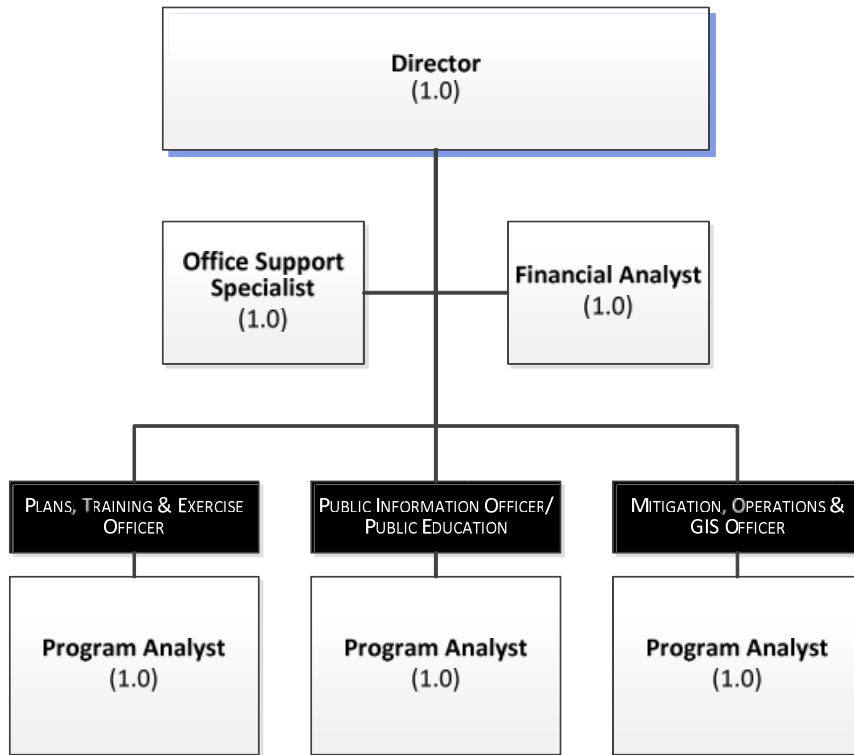 Director
(1.0)
Office Support
Specialist
(1.0)
Financial Analyst
(1.0)
PLANS, TRAINING & EXERCISE
OFFICER
PUBLIC INFORMATION OFFICER/
PUBLIC EDUCATION
MITIGATION, OPERATIONS &
GIS OFFICER
Program Analyst
(1.0)
Program Analyst
(1.0)
Program Analyst
(1.0)